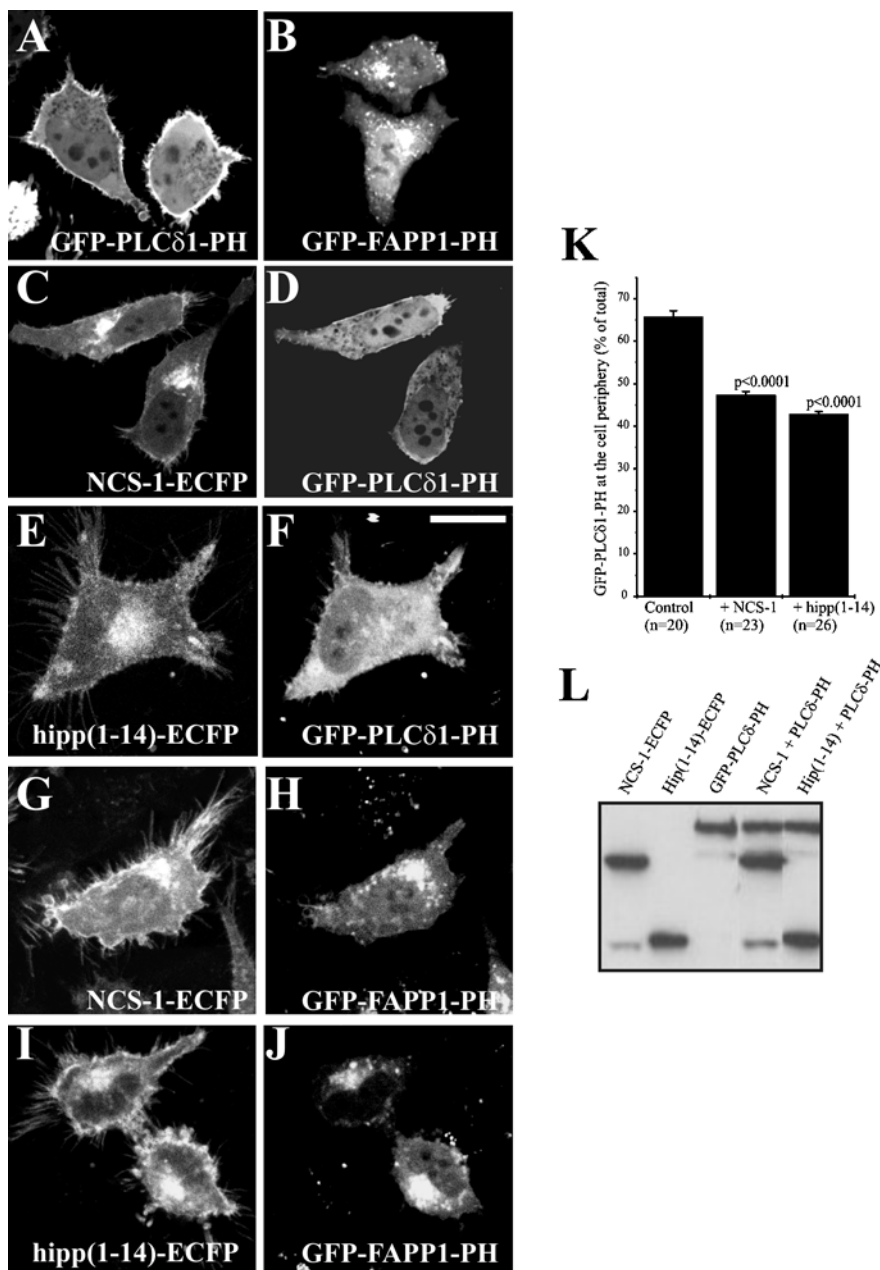 A
B
GFP-PLCδ1-PH
GFP-FAPP1-PH
C
D
NCS-1-ECFP
GFP-PLCδ1-PH
E
F
hipp(1-14)-ECFP
GFP-PLCδ1-PH
G
H
NCS-1-ECFP
GFP-FAPP1-PH
I
J
hipp(1-14)-ECFP
GFP-FAPP1-PH
K
GFP-PLCδ1-PH at the cell periphery (% of total)
70
60
50
40
30
20
10
0
p<0.0001
p<0.0001
Control
(n=20)
+ NCS-1
(n=23)
+ hipp(1-14)
(n=26)
L
NCS-1-ECFP
Hip(1-14)-ECFP
GFP-PLCδ-PH
NCS-1 + PLCδ-PH
Hip(1-14) + PLCδ-PH